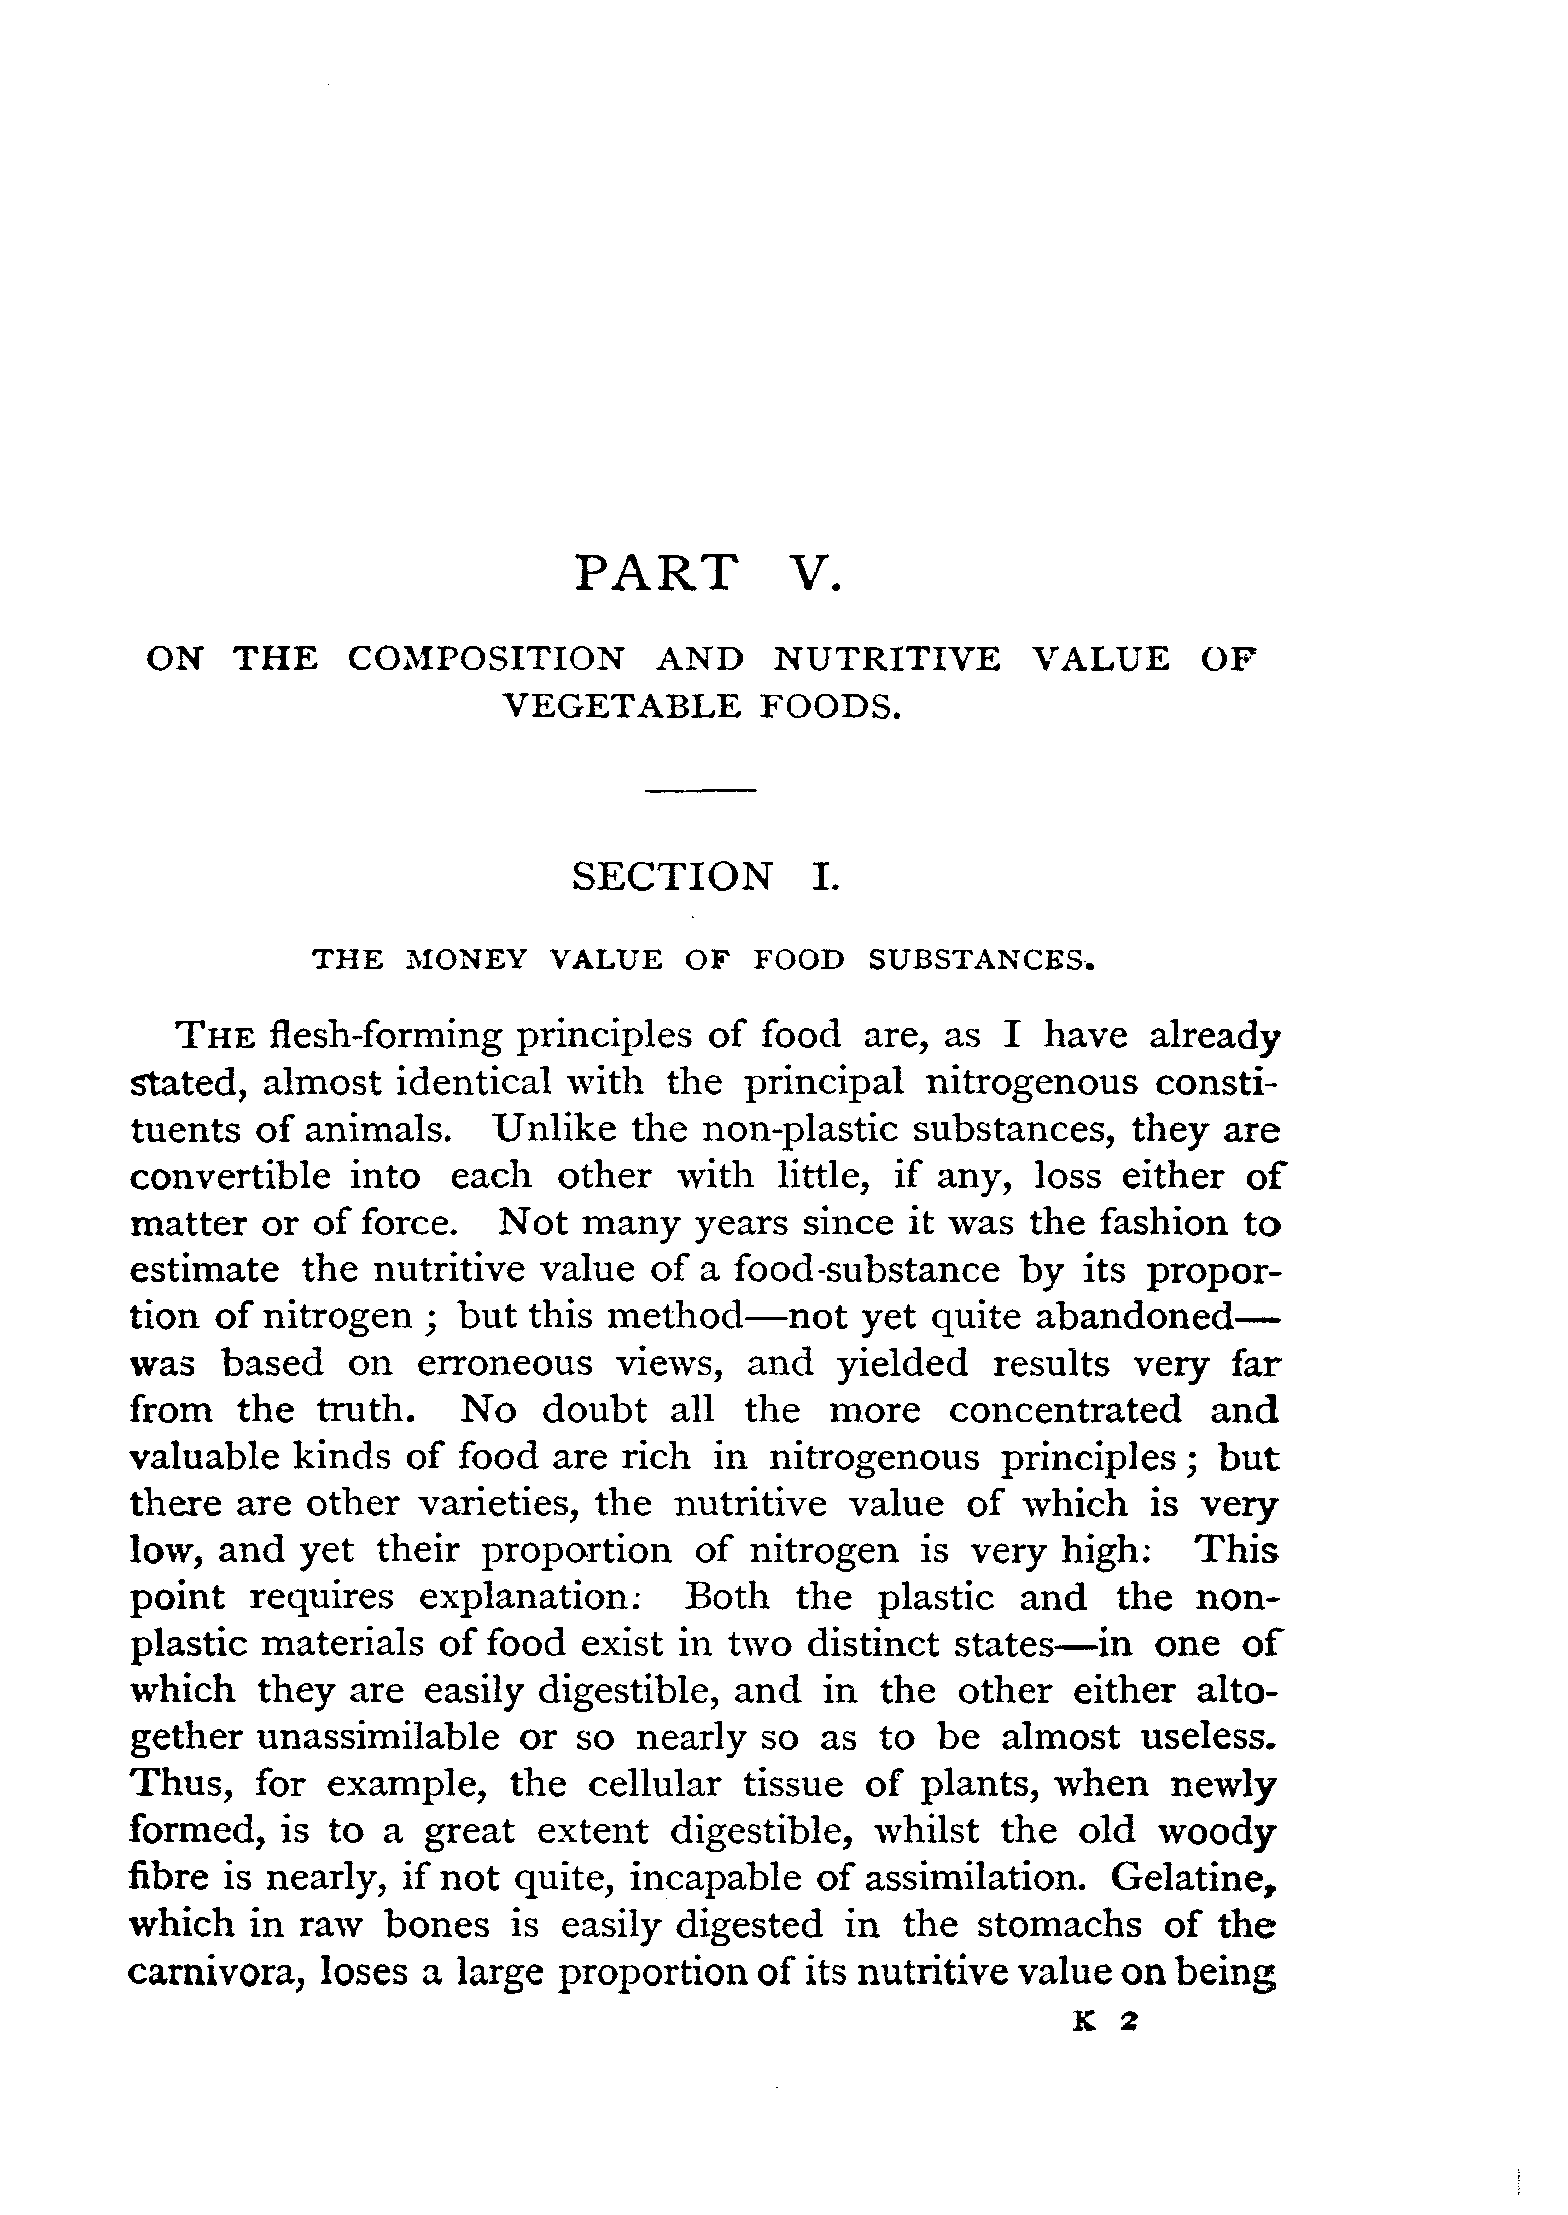 PART V.
ON THE COMPOSITION AND NUTRITIVE VALUE OF
VEGETABLE FOODS.
SECTION I.
THE MONEY VALUE OF FOOD SUBSTANCES.
THE flesh-forming principles of food are, as I have already
stated, almost identical with the principal nitrogenous consti-
tuents of animals. Unlike the non-plastic substances, they are
convertible into each other with little, if any, loss either of
matter or of force. Not many years since it was the fashion to
estimate the nutritive value of a food-substance by its propor-
tion of nitrogen ; but this method—not yet quite abandoned—
was based on erroneous views, and yielded results very far
from the truth. No doubt all the more concentrated and
valuable kinds of food are rich in nitrogenous principles ; but
there are other varieties, the nutritive value of which is very
low, and yet their proportion of nitrogen is very high: This
point requires explanation: Both the plastic and the non-
plastic materials of food exist in two distinct states—in one of
which they are easily digestible, and in the other either alto-
gether unassimilable or so nearly so as to be almost useless.
Thus, for example, the cellular tissue of plants, when newly
formed, is to a great extent digestible, whilst the old woody
fibre is nearly, if not quite, incapable of assimilation. Gelatine,
which in raw bones is easily digested in the stomachs of the
carnivora, loses a large proportion of its nutritive value on being
K 2